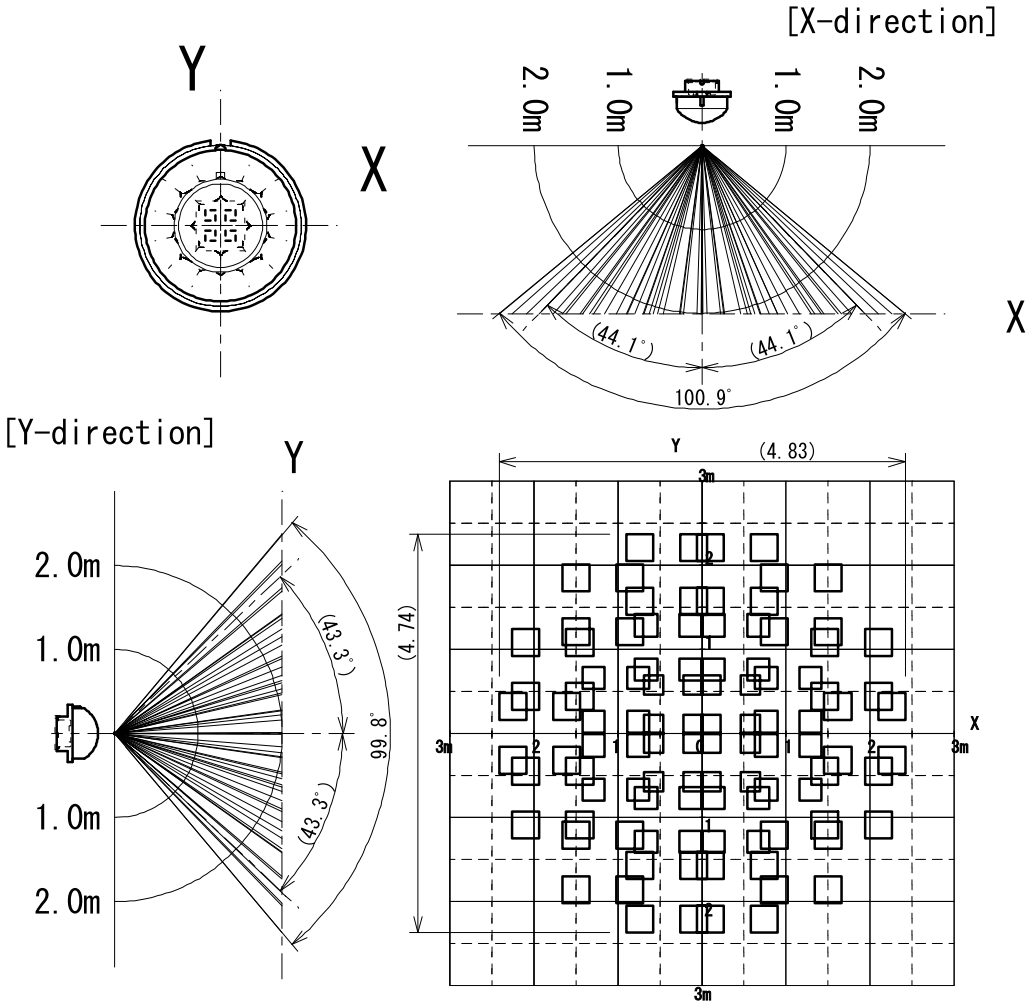 [X-direction]
Y
X
2.0m
1.0m
1.0m
2.0m
X
(44.1°)
(44.1°)
100.9°
[Y-direction]
Y
2.0m
1.0m
1.0m
2.0m
(43.3°)
(43.3°)
99.8°
Y
(4.83)
3m
(4.74)
2
1
X
3m
2
1
0
1
2
3m
1
2
3m